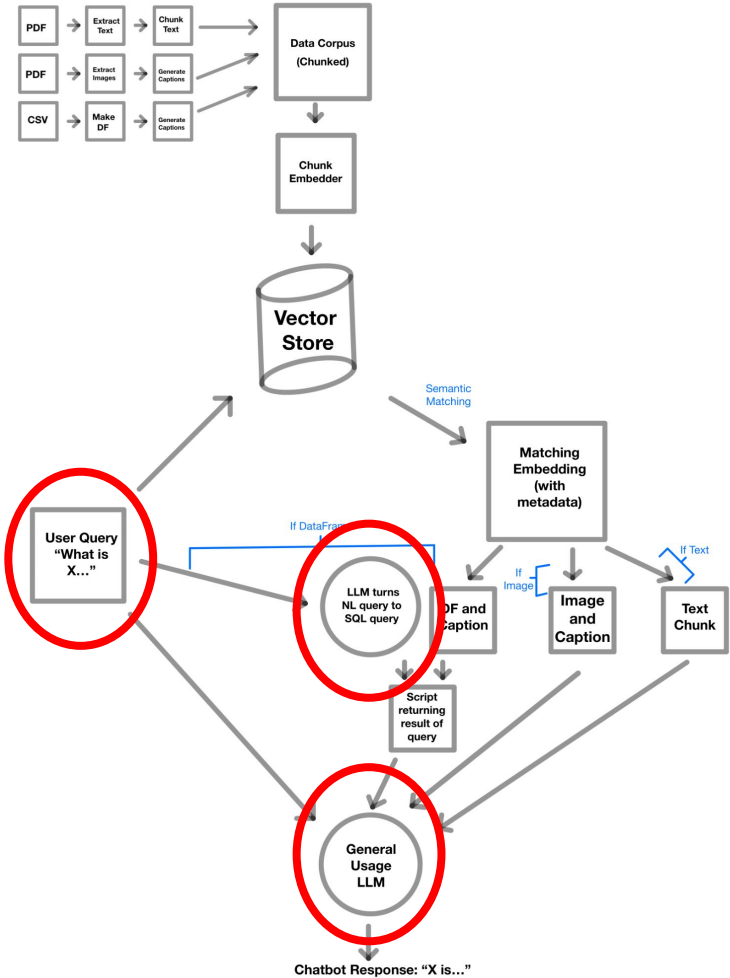 PDF
Extract
Text
Chunk
Text
PDF
Extract
Images
Generate
Captions
CSV
Make
DF
Generate
Captions
Data Corpus
(Chunked)
Chunk
Embedder
Vector
Store
Semantic
Matching
Matching
Embedding
(with
metadata)
User Query
“What is
X…”
If DataFram
LLM turns
NL query to
SQL query
DF and
Caption
If
Image
Image
and
Caption
If Text
Text
Chunk
Script
returning
result of
query
General
Usage
LLM
Chatbot Response: “X is…”